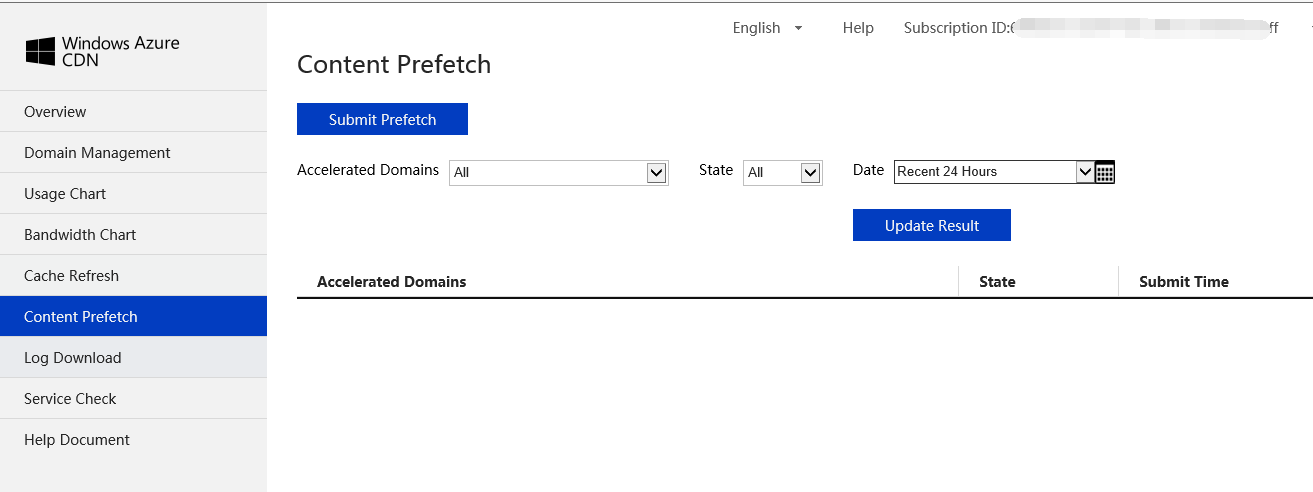 Windows Azure
CDN
Overview
Domain Management
Usage Chart
Bandwidth Chart
Cache Refresh
Content Prefetch
Log Download
Service Check
Help Document
English Help Subscription ID:6 ff
Content Prefetch
Submit Prefetch
Accelerated Domains All State All Date Recent 24 Hours
Update Result
Accelerated Domains State Submit Time